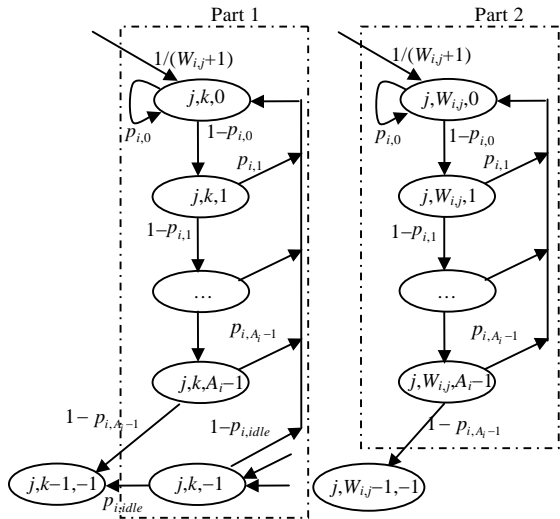 Part 1
Part 2
1/(W_{i,j}+1)
1/(W_{i,j}+1)
j,k,0
j,W_{i,j},0
p_{i,0}
1−p_{i,0}
p_{i,0}
1−p_{i,0}
p_{i,1}
p_{i,1}
j,k,1
j,W_{i,j},1
1−p_{i,1}
1−p_{i,1}
...
...
p_{i,A_i−1}
p_{i,A_i−1}
j,k,A_i−1
j,W_{i,j},A_i−1
1− p_{i,A_i−1}
1−p_{i,idle}
1− p_{i,A_i−1}
j,k−1,−1
j,k,−1
j,W_{i,j}−1,−1
p_{i,idle}